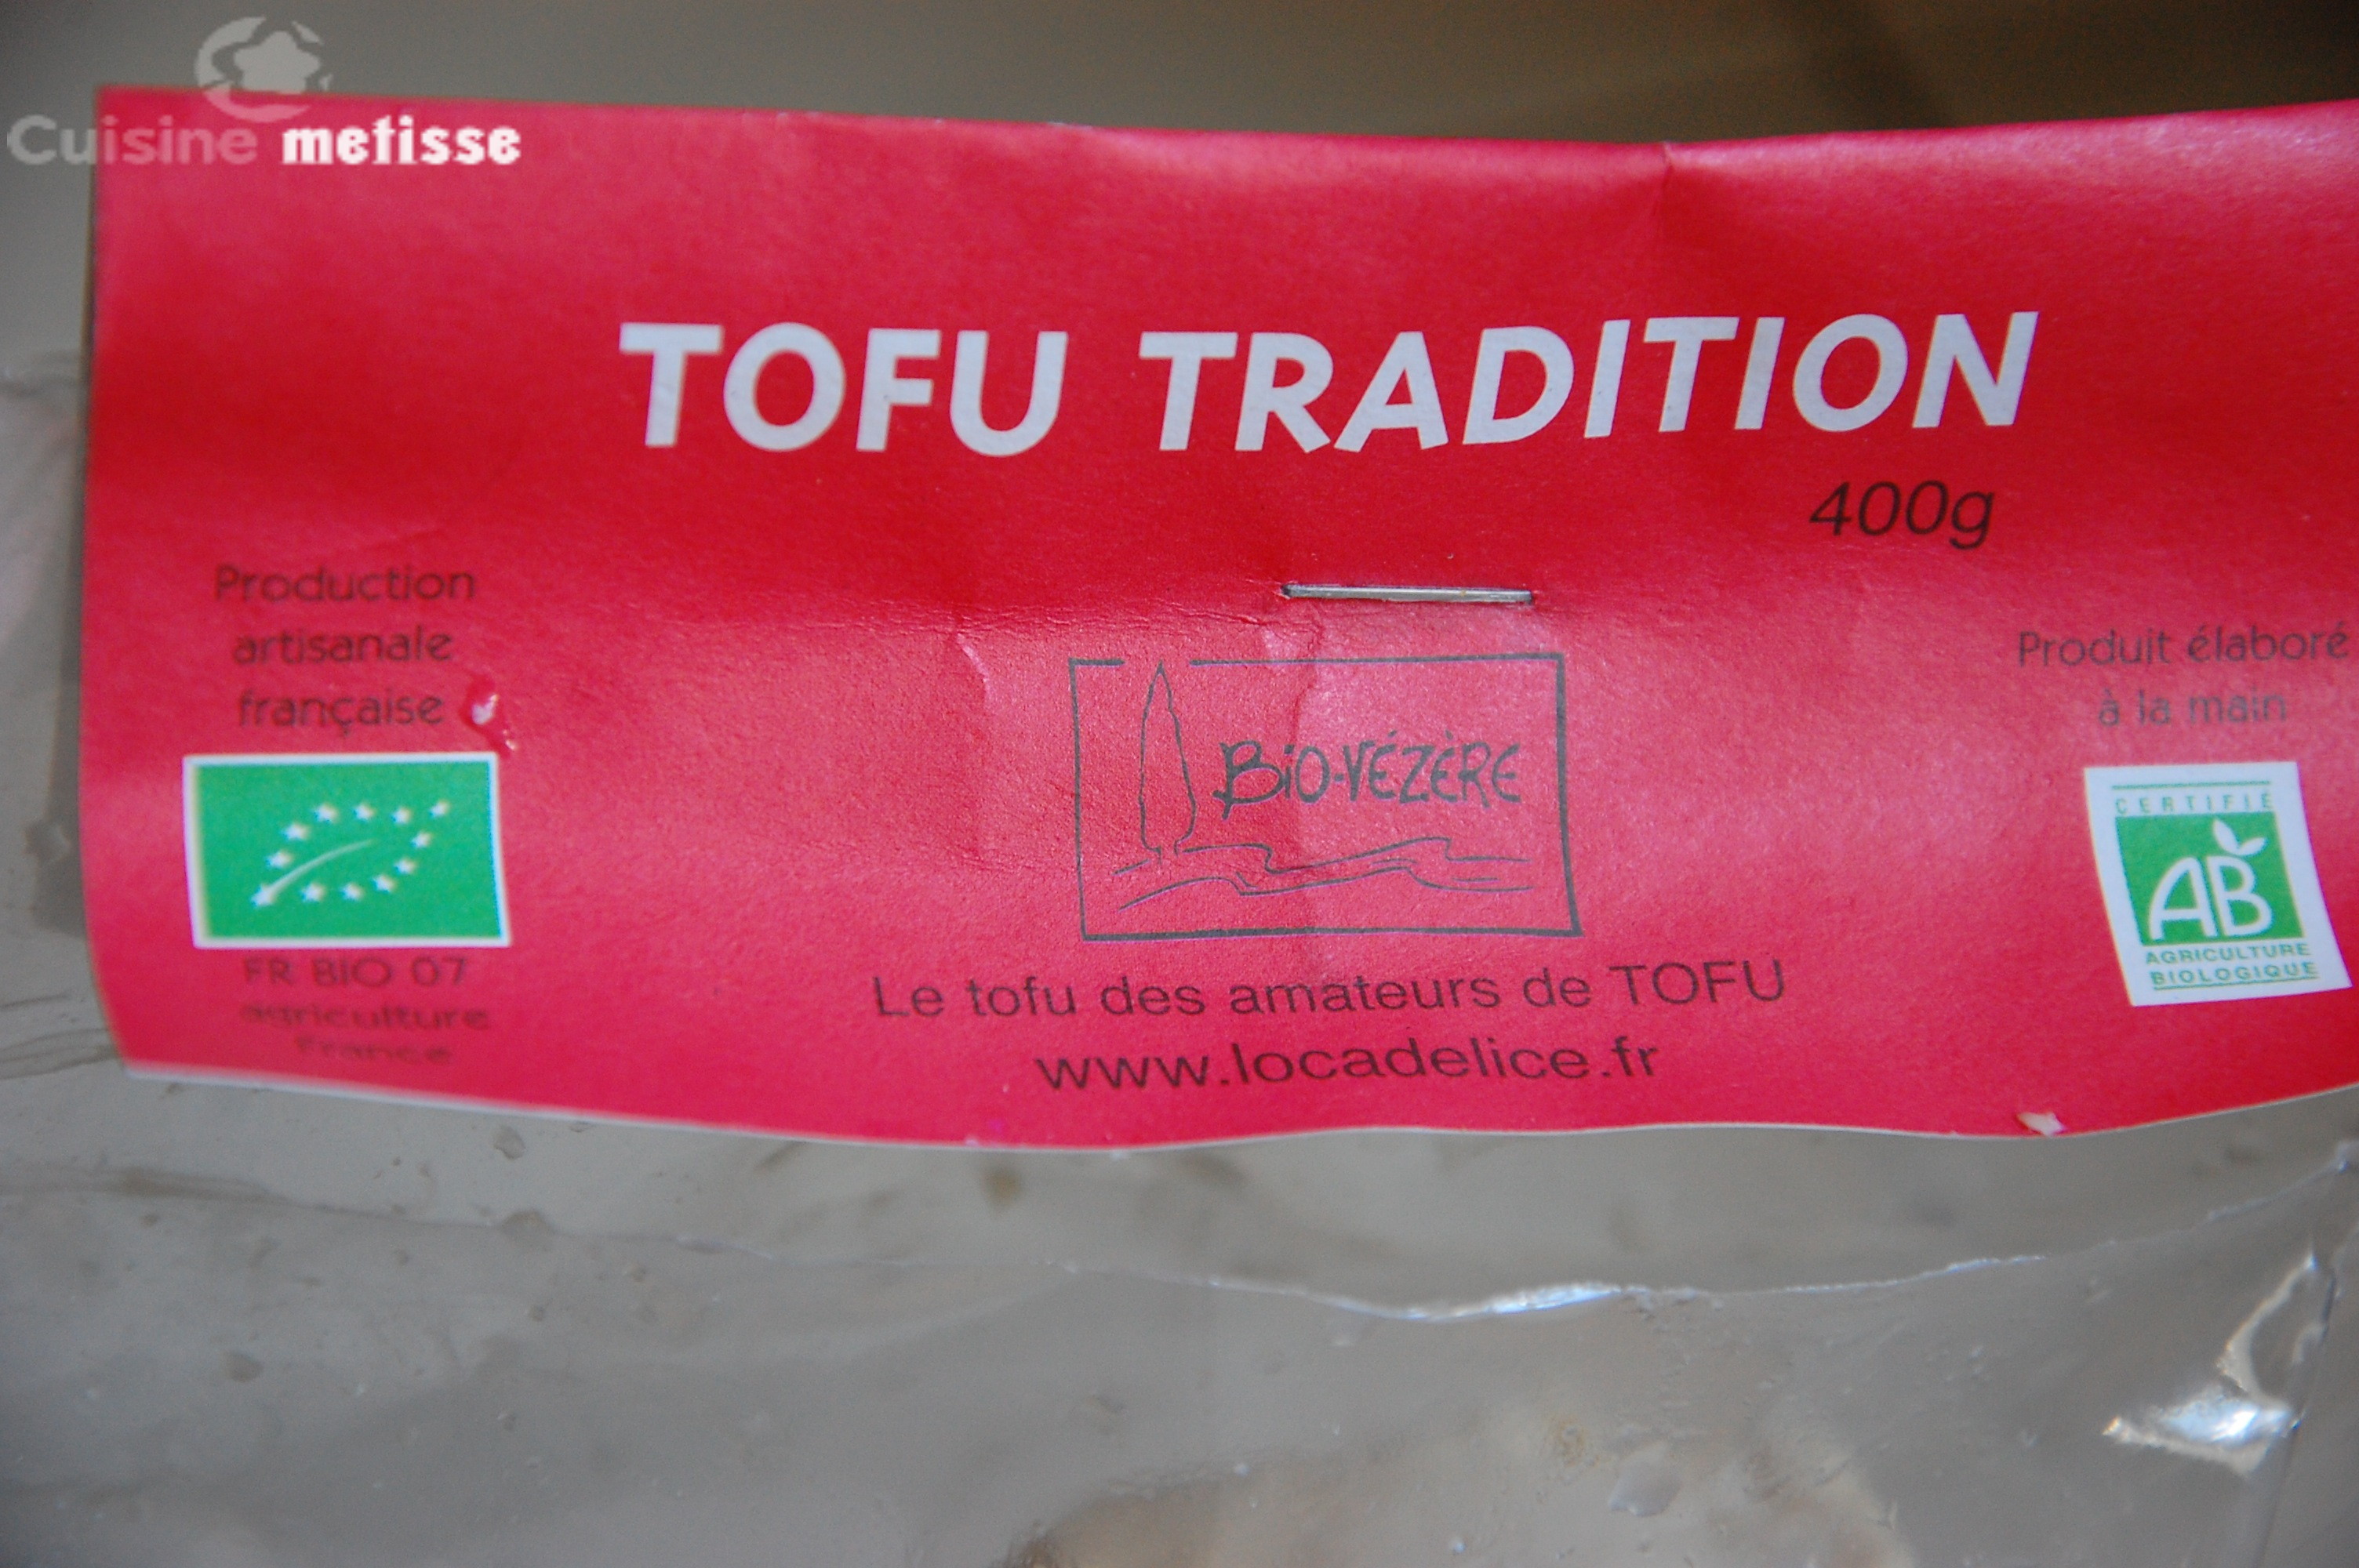 Cuisine metisse
TOFU TRADITION
400g
Production
artisanale
française
FR BIO 07
agriculture
France
BiO-VÉZÈRE
Le tofu des amateurs de TOFU
www.locadelice.fr
Produit élaboré
à la main
CERTIFIÉ
AB
AGRICULTURE
BIOLOGIQUE